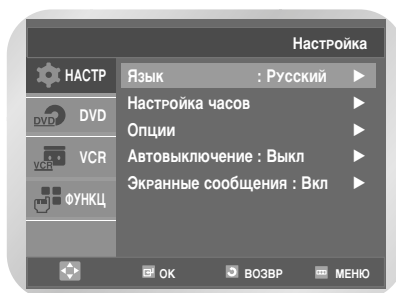 Настройка
НАСТР
Язык : Русский ►
DVD DVD
Настройка часов ►
Опции ►
VCR VCR
Автовыключение : Выкл ►
Экранные сообщения : Вкл ►
ФУНКЦ
ОК ВОЗВР МЕНЮ